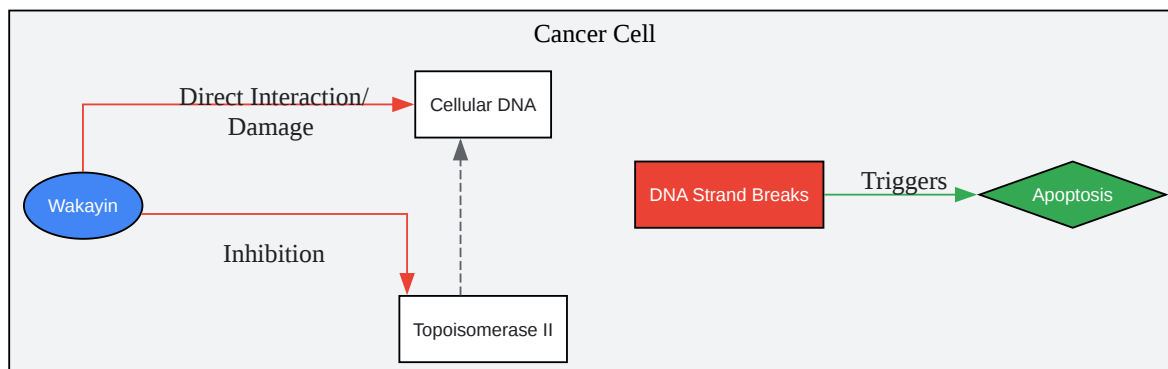 Cancer Cell
Direct Interaction/
Damage
Cellular DNA
Wakayin
DNA Strand Breaks
Triggers
Apoptosis
Inhibition
Topoisomerase II